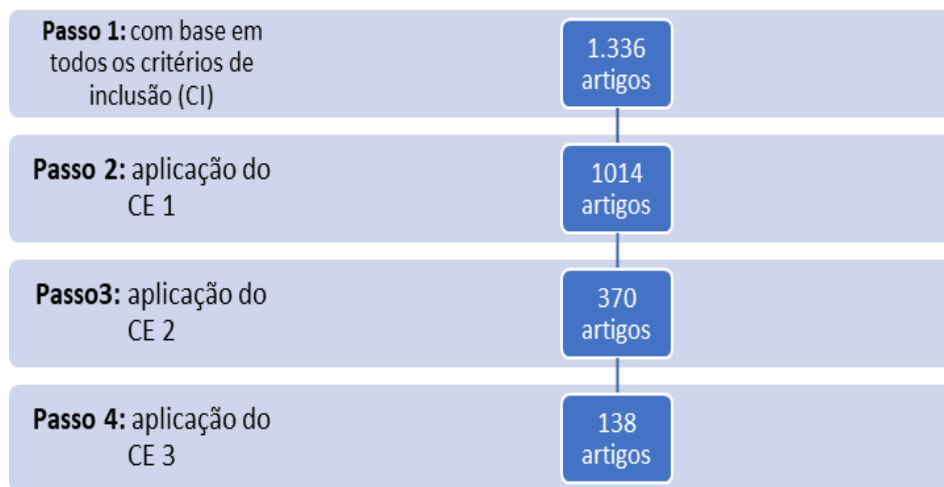 Passo 1: com base em
todos os critérios de
inclusão (CI)
1.336
artigos
Passo 2: aplicação do
CE 1
1014
artigos
Passo3: aplicação do
CE 2
370
artigos
Passo 4: aplicação do
CE 3
138
artigos